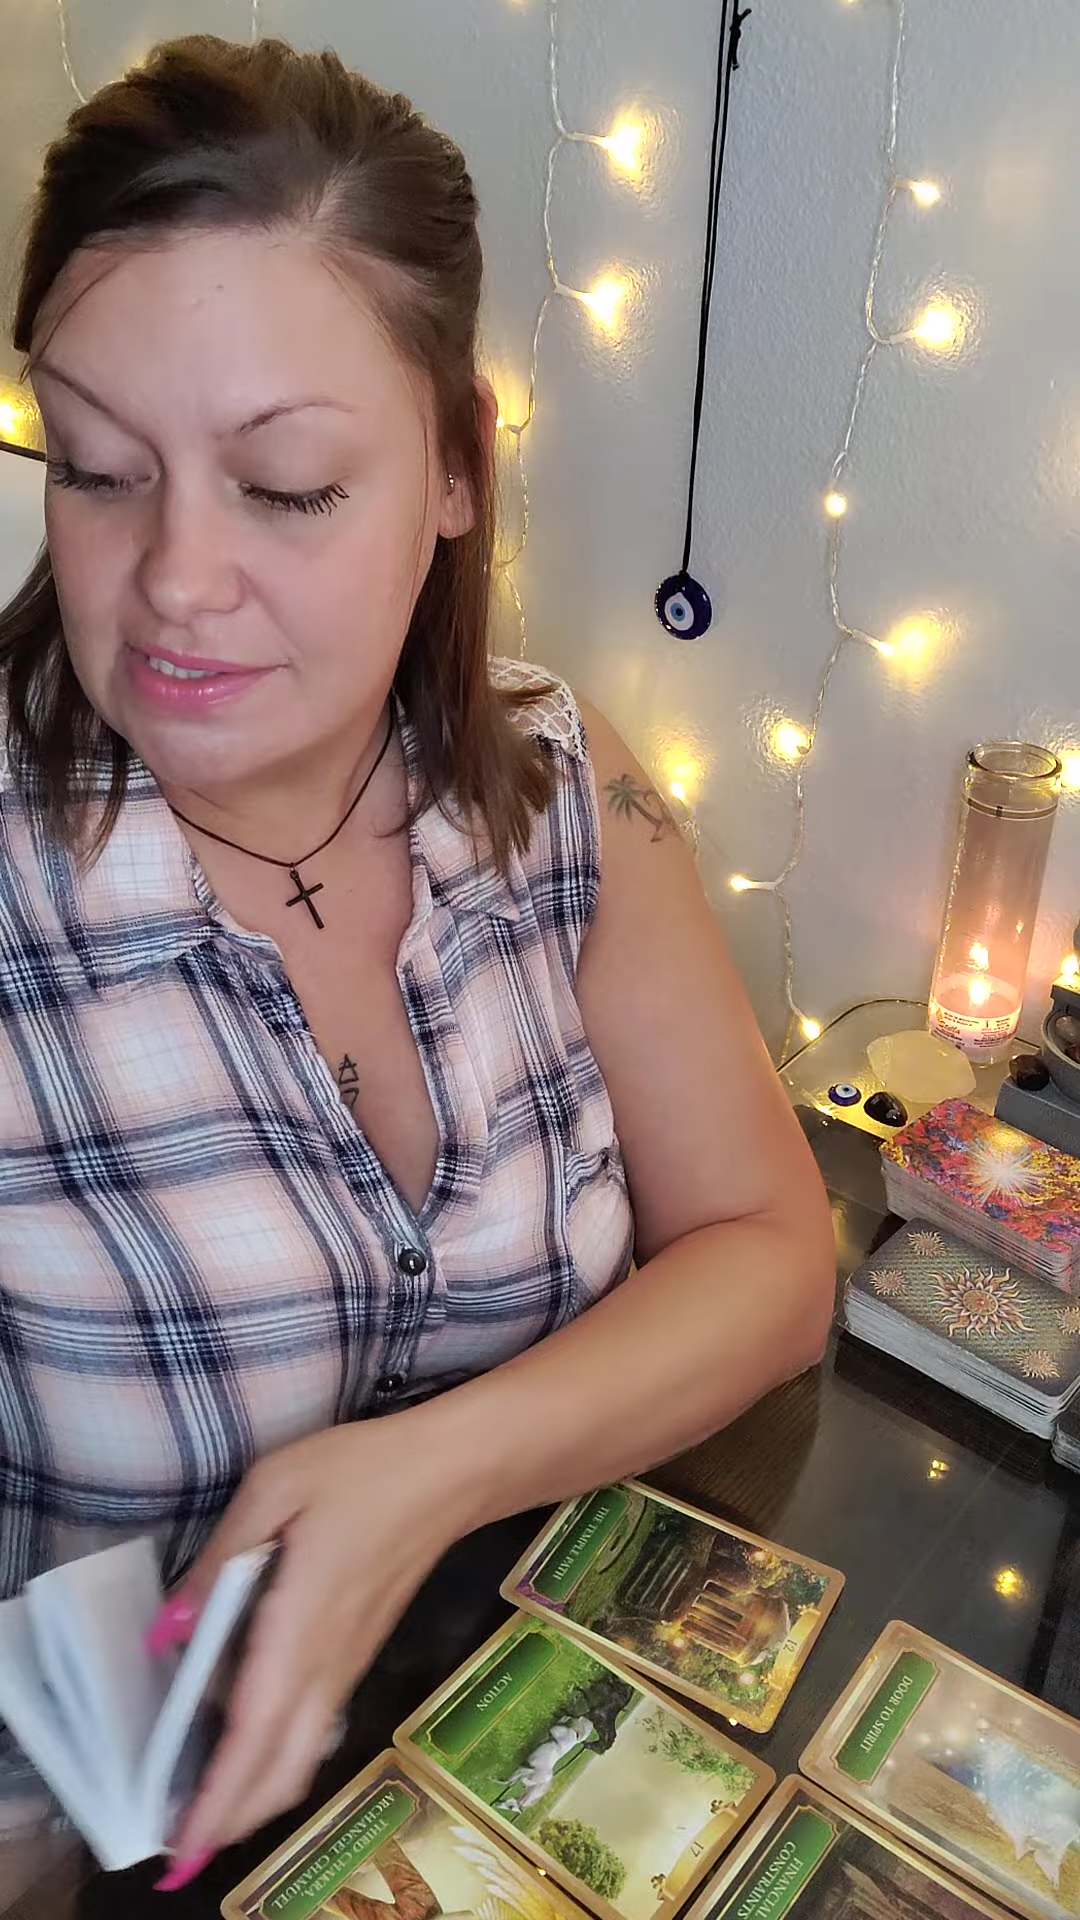 THE TEMPLE PATH
12
ACTION
17
DOOR TO SPIRIT
THIRD CHAKRA,
ARCHANGEL CHAMUEL
FINANCIAL
CONSTRAINTS